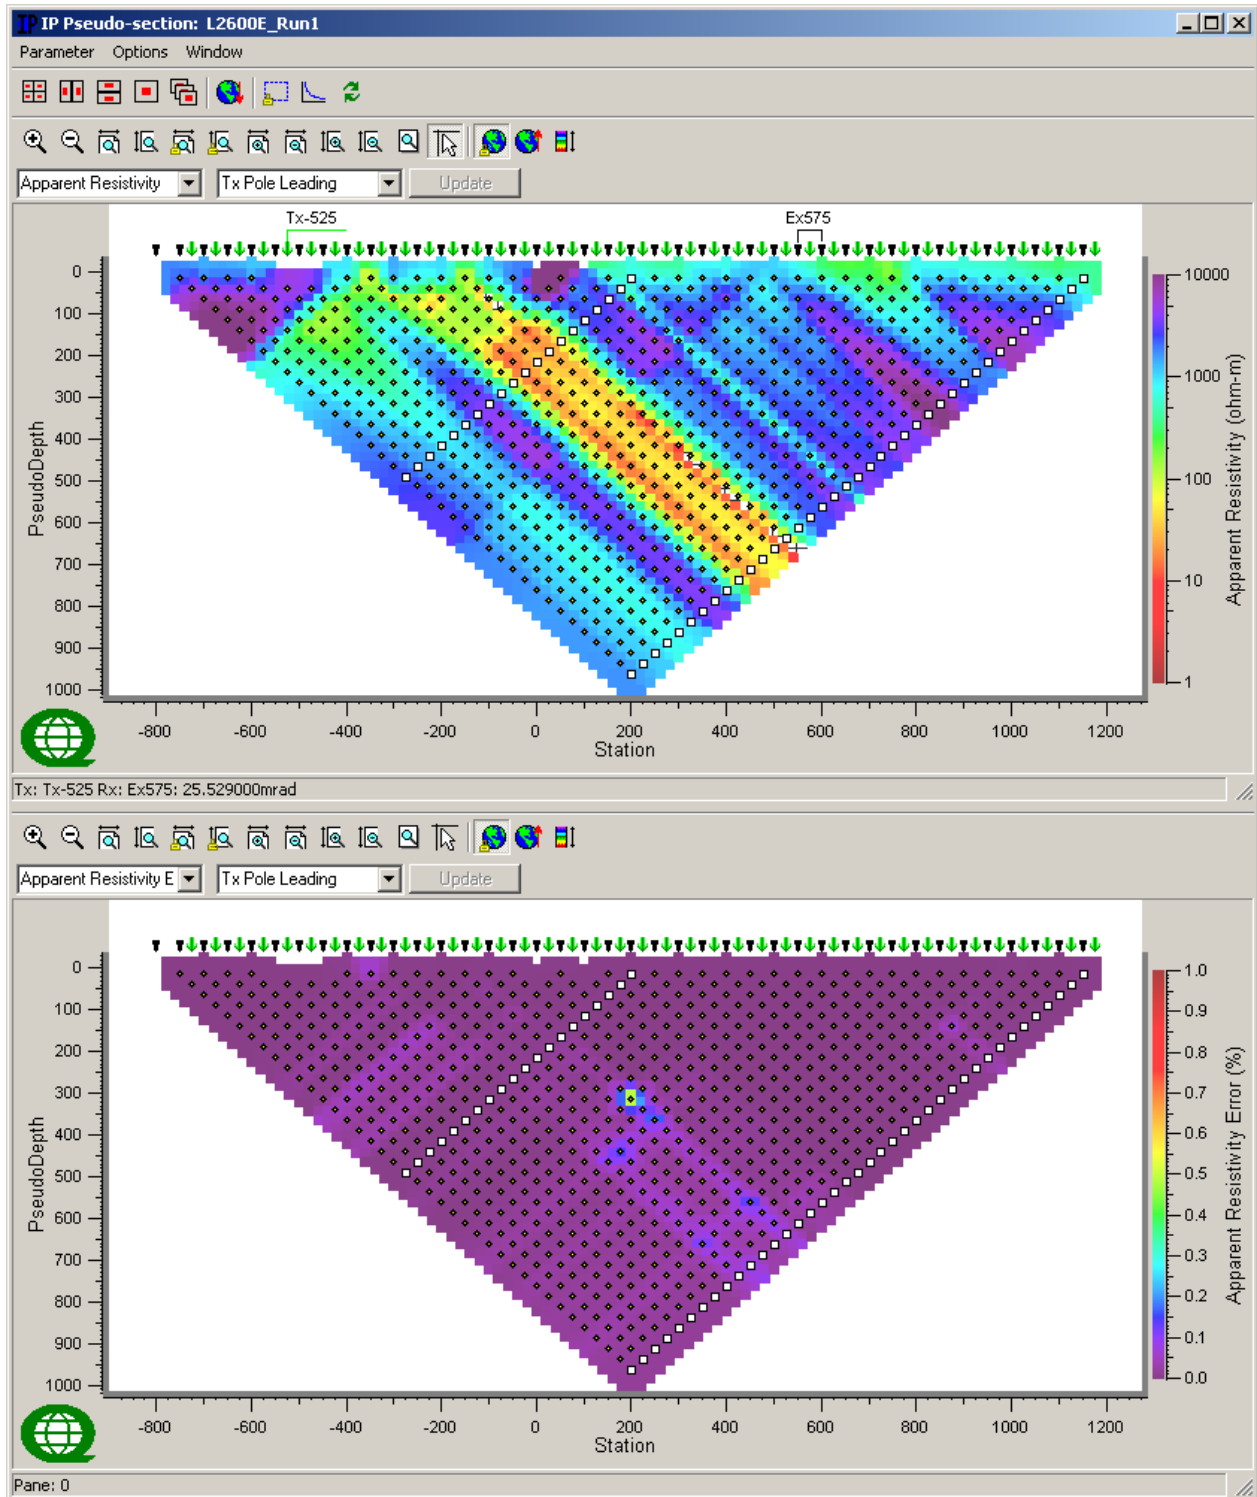 IP Pseudo-section: L2600E_Run1
Parameter Options Window
Apparent Resistivity Tx Pole Leading Update
Tx-525 Ex575
0
100
200
300
400
500
600
700
800
900
1000
PseudoDepth
-800 -600 -400 -200 0 200 400 600 800 1000 1200
Station
10000
1000
100
10
1
Apparent Resistivity (ohm-m)
Tx: Tx-525 Rx: Ex575: 25.529000mrad
Apparent Resistivity E Tx Pole Leading Update
0
100
200
300
400
500
600
700
800
900
1000
PseudoDepth
-800 -600 -400 -200 0 200 400 600 800 1000 1200
Station
1.0
0.9
0.8
0.7
0.6
0.5
0.4
0.3
0.2
0.1
0.0
Apparent Resistivity Error (%)
Pane: 0